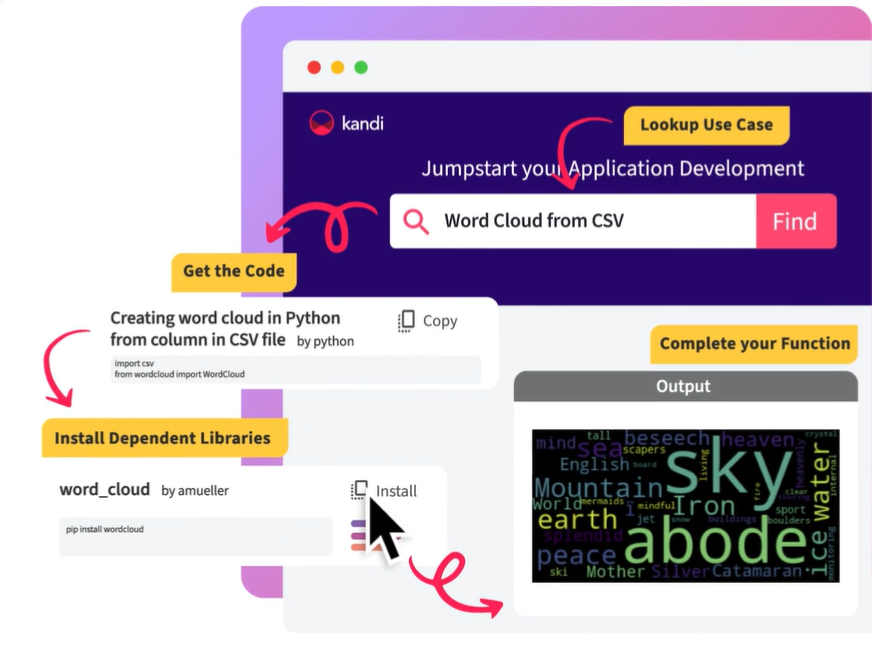 kandi
Lookup Use Case
Jumpstart your Application Development
Word Cloud from CSV
Find
Get the Code
Creating word cloud in Python
from column in CSV file by python
Copy
import csv
from wordcloud import WordCloud
Install Dependent Libraries
word_cloud by amueller
Install
pip install wordcloud
Complete your Function
Output
tall beseech heaven crystal
mind sea scapers
English board living sky heavenly water internal
Mountain fire clear
World mermaids i mindful Iron sport
earth jet snow buildings boulders
splendid abode ice monitoring
peace
ski Mother Silver Catamaran